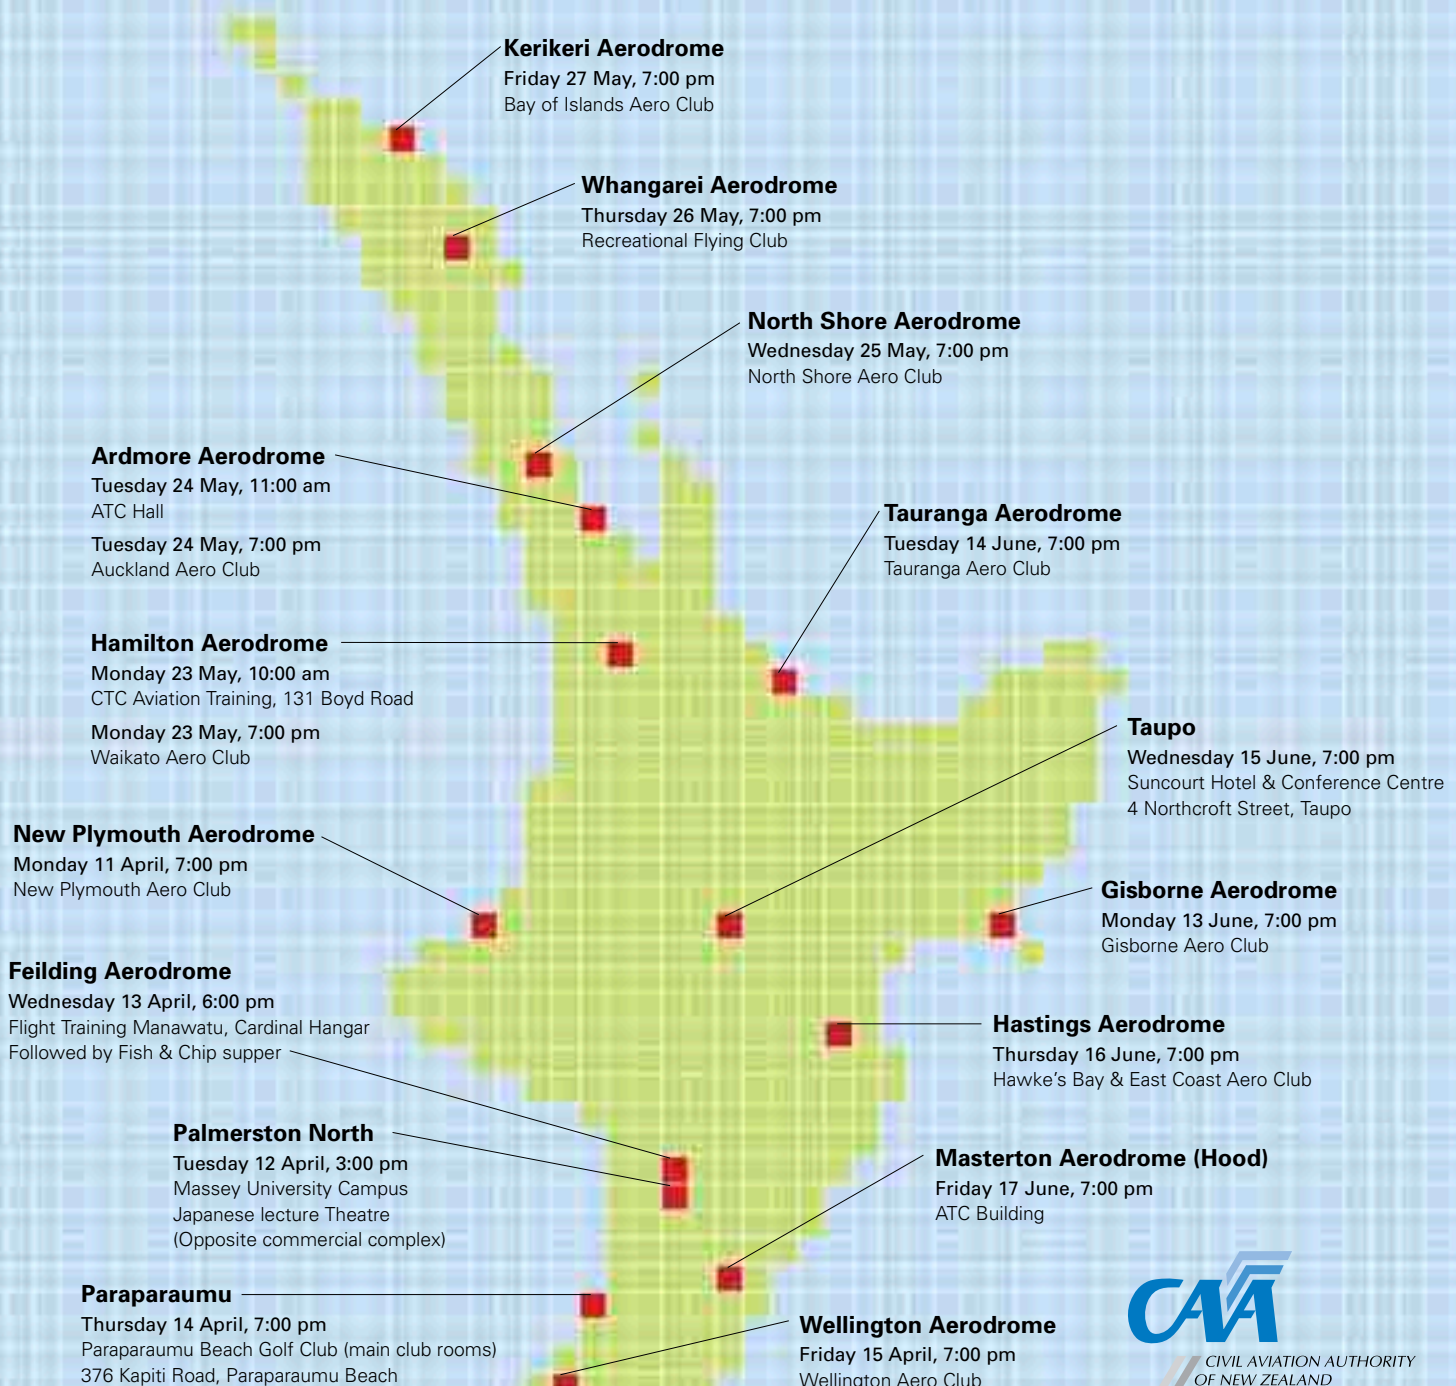 Kerikeri Aerodrome
Friday 27 May, 7:00 pm
Bay of Islands Aero Club
Whangarei Aerodrome
Thursday 26 May, 7:00 pm
Recreational Flying Club
North Shore Aerodrome
Wednesday 25 May, 7:00 pm
North Shore Aero Club
Ardmore Aerodrome
Tuesday 24 May, 11:00 am
ATC Hall
Tuesday 24 May, 7:00 pm
Auckland Aero Club
Tauranga Aerodrome
Tuesday 14 June, 7:00 pm
Tauranga Aero Club
Hamilton Aerodrome
Monday 23 May, 10:00 am
CTC Aviation Training, 131 Boyd Road
Monday 23 May, 7:00 pm
Waikato Aero Club
Taupo
Wednesday 15 June, 7:00 pm
Suncourt Hotel & Conference Centre
4 Northcroft Street, Taupo
New Plymouth Aerodrome
Monday 11 April, 7:00 pm
New Plymouth Aero Club
Gisborne Aerodrome
Monday 13 June, 7:00 pm
Gisborne Aero Club
Feilding Aerodrome
Wednesday 13 April, 6:00 pm
Flight Training Manawatu, Cardinal Hangar
Followed by Fish & Chip supper
Hastings Aerodrome
Thursday 16 June, 7:00 pm
Hawke's Bay & East Coast Aero Club
Palmerston North
Tuesday 12 April, 3:00 pm
Massey University Campus
Japanese lecture Theatre
(Opposite commercial complex)
Masterton Aerodrome (Hood)
Friday 17 June, 7:00 pm
ATC Building
Paraparaumu
Thursday 14 April, 7:00 pm
Paraparaumu Beach Golf Club (main club rooms)
376 Kapiti Road, Paraparaumu Beach
Wellington Aerodrome
Friday 15 April, 7:00 pm
Wellington Aero Club
CAA
CIVIL AVIATION AUTHORITY
OF NEW ZEALAND